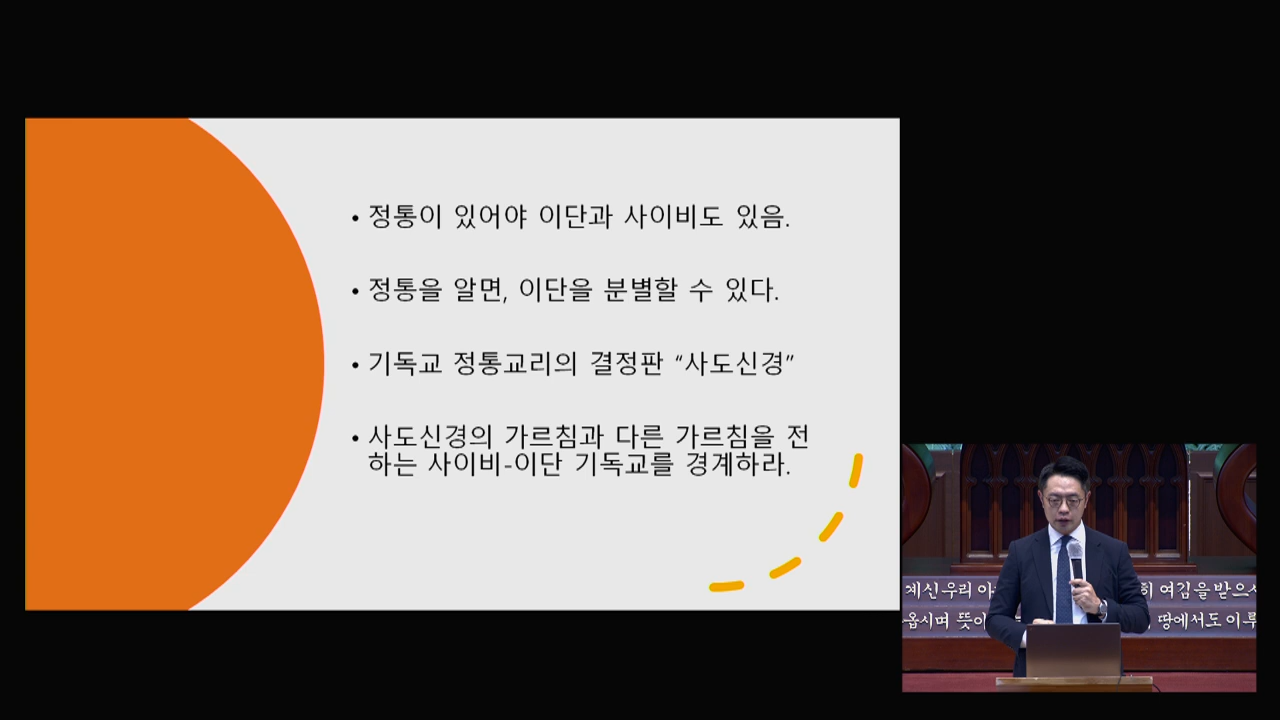 • 정통이 있어야 이단과 사이비도 있음.
• 정통을 알면, 이단을 분별할 수 있다.
• 기독교 정통교리의 결정판 “사도신경”
• 사도신경의 가르침과 다른 가르침을 전
하는 사이비-이단 기독교를 경계하라.
계신 우리 아 히 여김을 받으시
옵시며 뜻이 땅에서도 이루